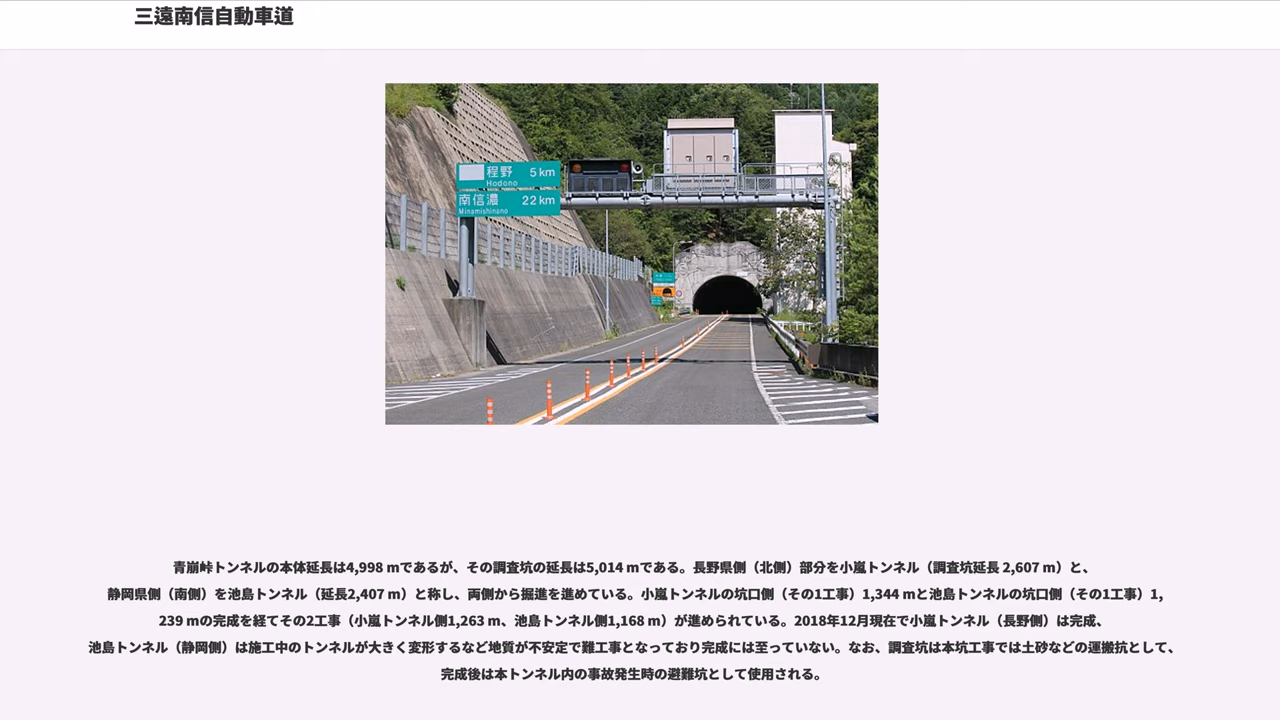 三遠南信自動車道
程野 5km
Hodono
南信濃 22km
Minamishinano
青崩峠トンネルの本体延長は4,998 mであるが、その調査坑の延長は5,014 mである。長野県側（北側）部分を小嵐トンネル（調査坑延長 2,607 m）と、
静岡県側（南側）を池島トンネル（延長2,407 m）と称し、両側から掘進を進めている。小嵐トンネルの坑口側（その1工事）1,344 mと池島トンネルの坑口側（その1工事）1,
239 mの完成を経てその2工事（小嵐トンネル側1,263 m、池島トンネル側1,168 m）が進められている。2018年12月現在で小嵐トンネル（長野側）は完成、
池島トンネル（静岡側）は施工中のトンネルが大きく変形するなど地質が不安定で難工事となっており完成には至っていない。なお、調査坑は本坑工事では土砂などの運搬抗として、
完成後は本トンネル内の事故発生時の避難坑として使用される。